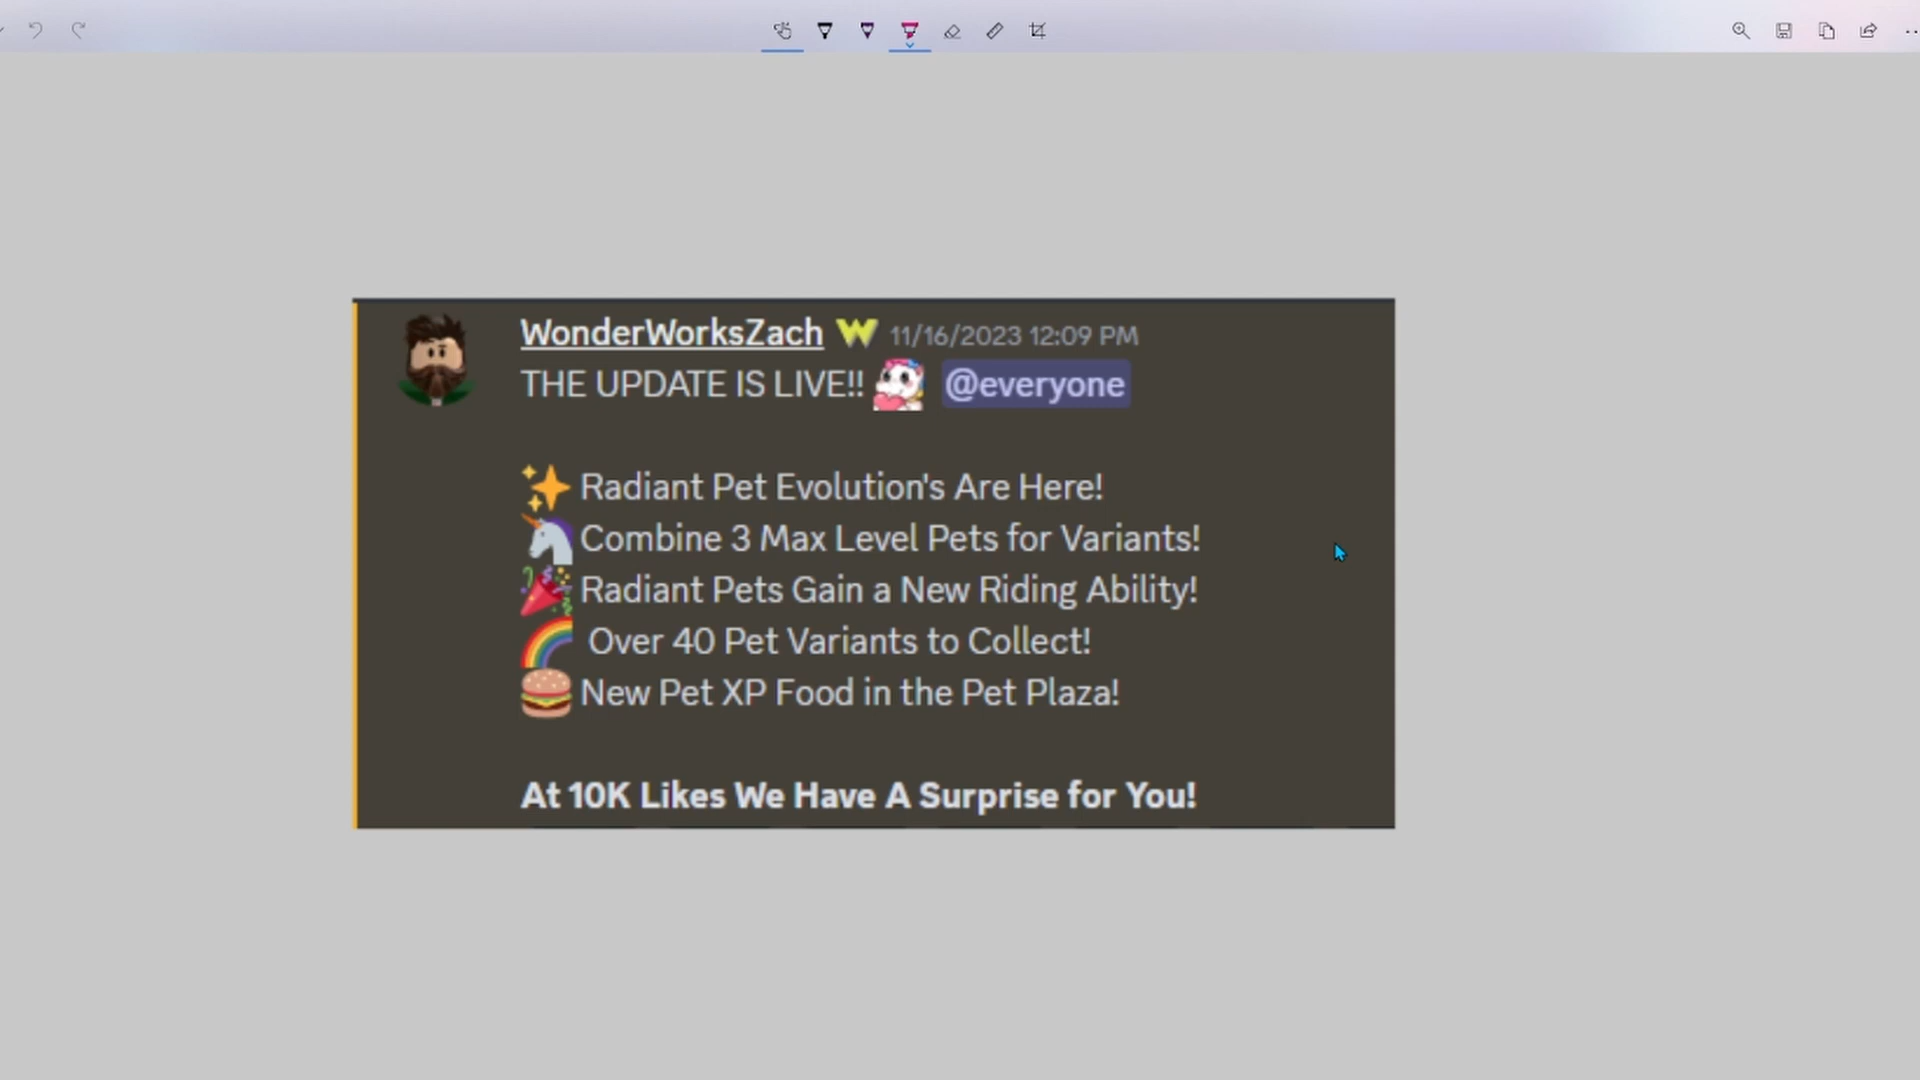 WonderWorksZach W 11/16/2023 12:09 PM
THE UPDATE IS LIVE!! @everyone
Radiant Pet Evolution's Are Here!
Combine 3 Max Level Pets for Variants!
Radiant Pets Gain a New Riding Ability!
Over 40 Pet Variants to Collect!
New Pet XP Food in the Pet Plaza!
At 10K Likes We Have A Surprise for You!